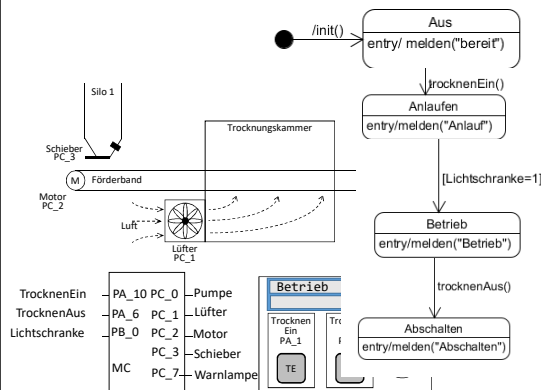 Aus
/init()
entry/ melden("bereit")
trocknenEin()
Anlaufen
entry/melden("Anlauf")
[Lichtschranke=1]
Betrieb
entry/melden("Betrieb")
trocknenAus()
Abschalten
entry/melden("Abschalten")
Silo 1
Trocknungskammer
Schieber
PC_3
M
Förderband
Motor
PC_2
Luft
Lüfter
PC_1
TrocknenEin
PA_10
PC_0
Pumpe
TrocknenAus
PA_6
PC_1
Lüfter
Lichtschranke
PB_0
PC_2
Motor
PC_3
Schieber
MC
PC_7
Warnlampe
Betrieb
Trocknen
Ein
PA_1
TE